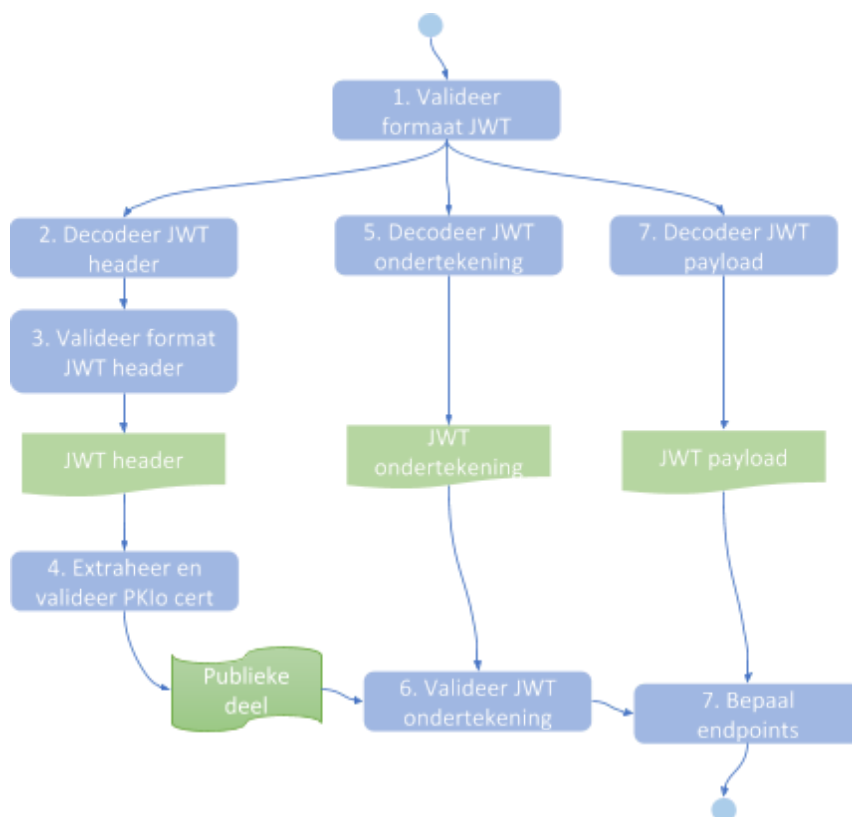 1. Valideer
formaat JWT
2. Decodeer JWT
header
5. Decodeer JWT
ondertekening
7. Decodeer JWT
payload
3. Valideer format
JWT header
JWT header
JWT
ondertekening
JWT payload
4. Extraheer en
valideer PKIo cert
Publieke
deel
6. Valideer JWT
ondertekening
7. Bepaal
endpoints